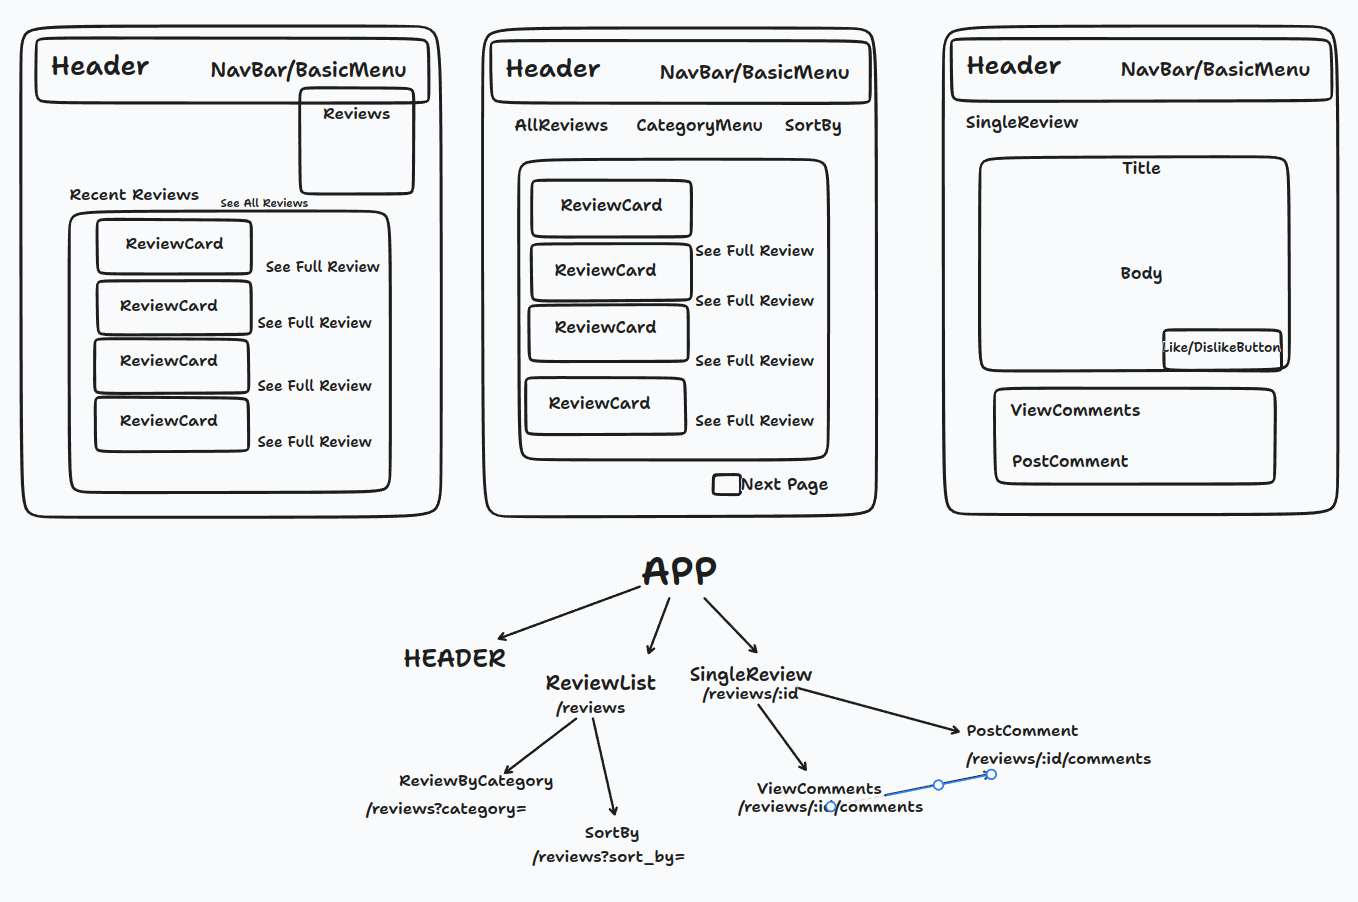 Header
NavBar/BasicMenu
Reviews
Recent Reviews
See All Reviews
ReviewCard
See Full Review
ReviewCard
See Full Review
ReviewCard
See Full Review
ReviewCard
See Full Review
Header
NavBar/BasicMenu
AllReviews
CategoryMenu
SortBy
ReviewCard
See Full Review
ReviewCard
See Full Review
ReviewCard
See Full Review
ReviewCard
See Full Review
Next Page
Header
NavBar/BasicMenu
SingleReview
Title
Body
Like/DislikeButton
ViewComments
PostComment
APP
HEADER
ReviewList
/reviews
SingleReview
/reviews/:id
PostComment
/reviews/:id/comments
ReviewByCategory
/reviews?category=
ViewComments
/reviews/:id/comments
SortBy
/reviews?sort_by=